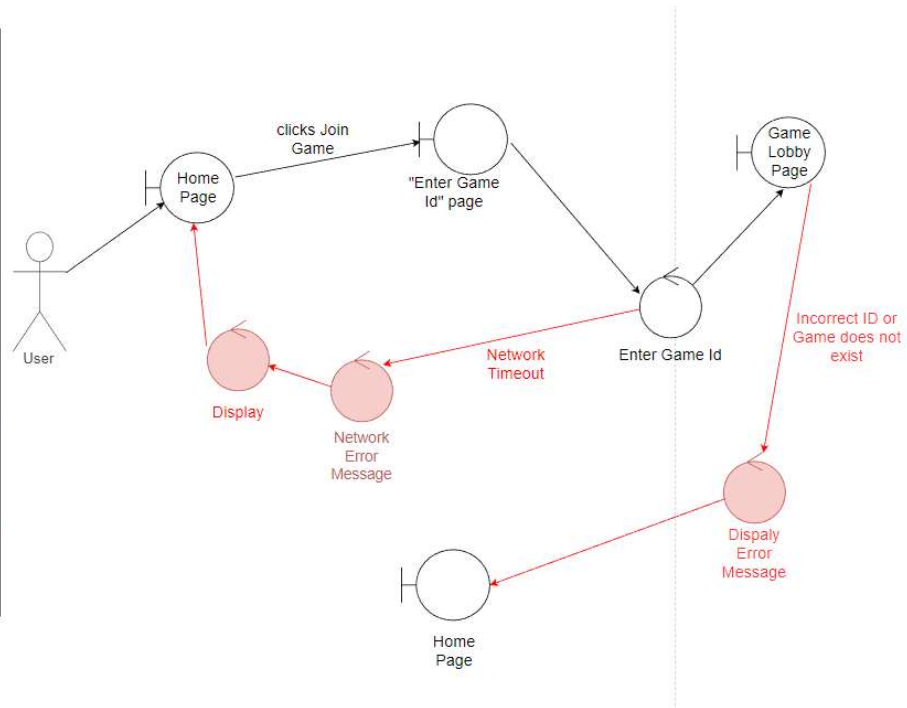 clicks Join
Game
Home
Page
"Enter Game
Id" page
Game
Lobby
Page
User
Enter Game Id
Incorrect ID or
Game does not
exist
Network
Timeout
Display
Network
Error
Message
Dispaly
Error
Message
Home
Page